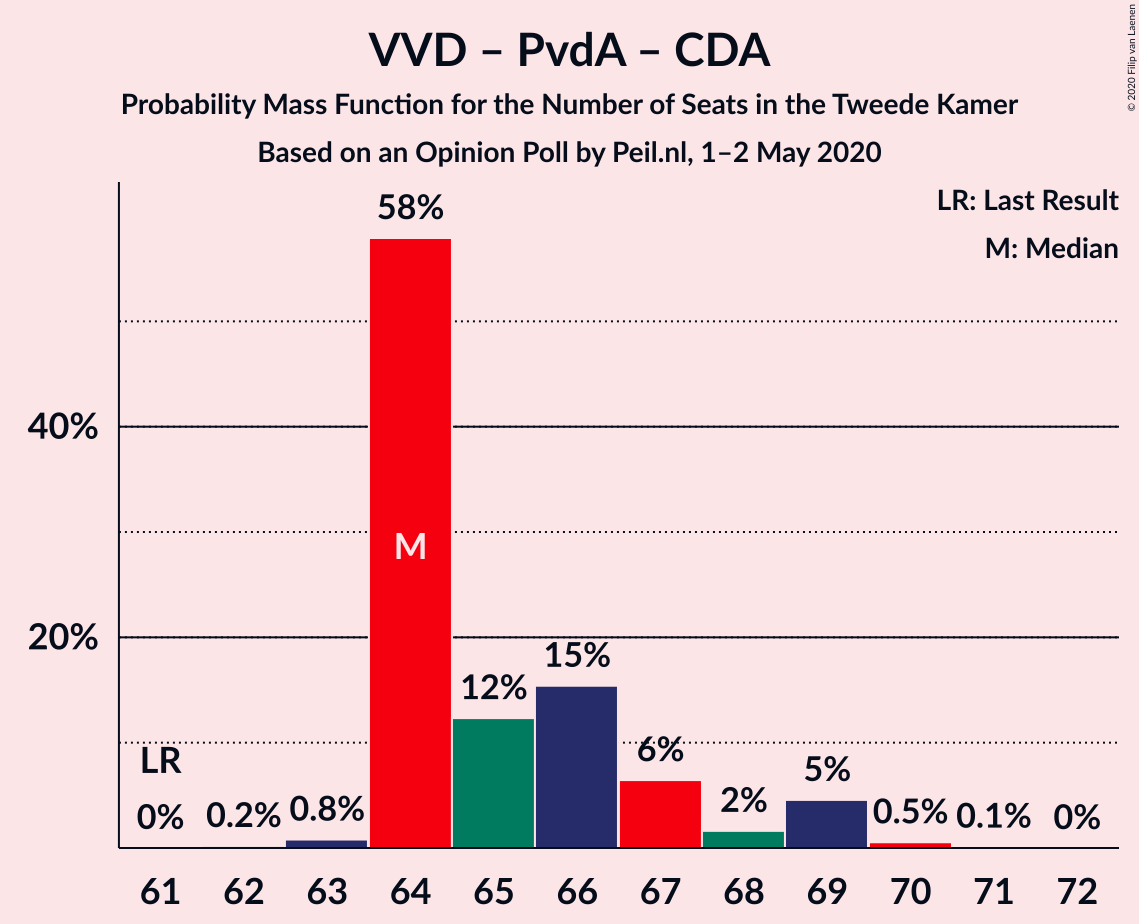 VVD – PvdA – CDA
Probability Mass Function for the Number of Seats in the Tweede Kamer
Based on an Opinion Poll by Peil.nl, 1–2 May 2020
© 2020 Filip van Laenen
LR: Last Result
M: Median
58%
40%
M
20%
15%
12%
LR
6%
5%
2%
0% 0.2% 0.8% 0.5% 0.1% 0%
61 62 63 64 65 66 67 68 69 70 71 72